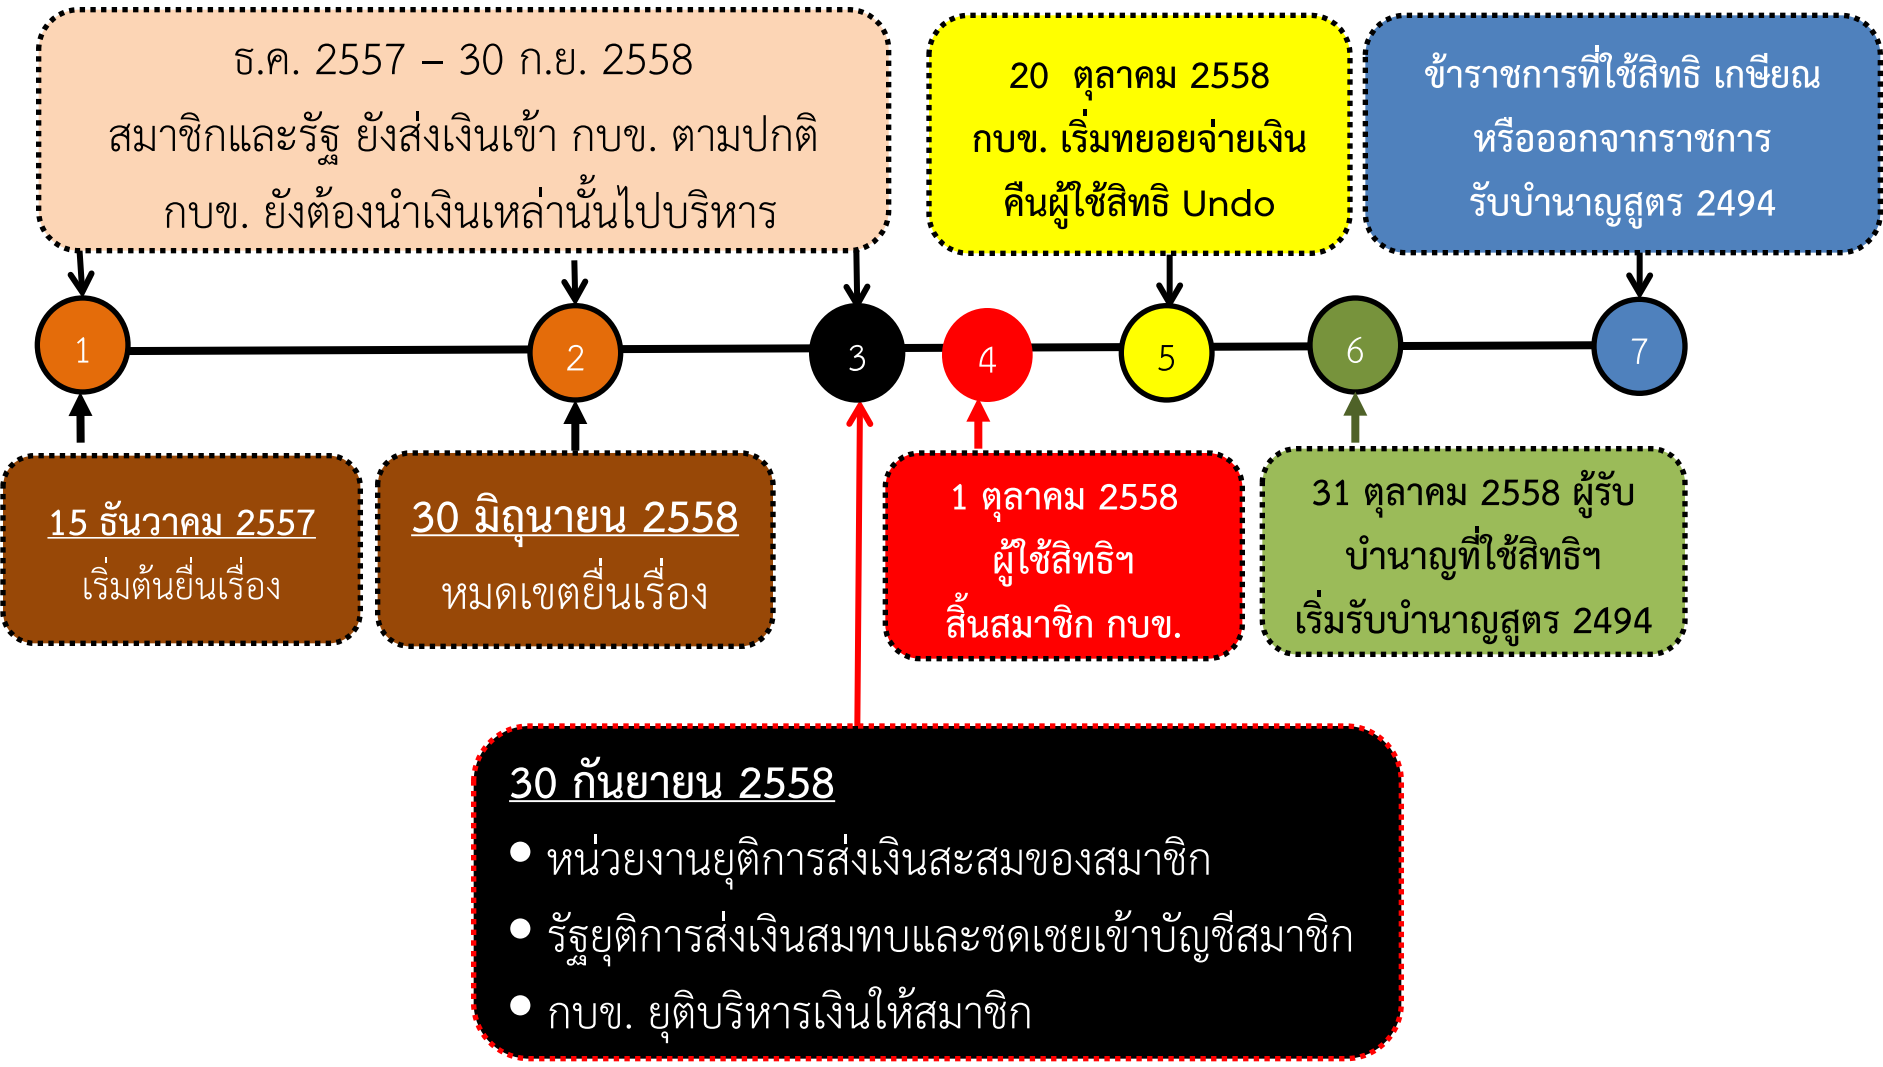 ธ.ค. 2557 – 30 ก.ย. 2558
สมาชิกและรัฐ ยังส่งเงินเข้า กบข. ตามปกติ
กบข. ยังต้องนำเงินเหล่านั้นไปบริหาร
20 ตุลาคม 2558
กบข. เริ่มทยอยจ่ายเงิน
คืนผู้ใช้สิทธิ Undo
ข้าราชการที่ใช้สิทธิ เกษียณ
หรือออกจากราชการ
รับบำนาญสูตร 2494
1
2
3
4
5
6
7
15 ธันวาคม 2557
เริ่มต้นยื่นเรื่อง
30 มิถุนายน 2558
หมดเขตยื่นเรื่อง
1 ตุลาคม 2558
ผู้ใช้สิทธิฯ
สิ้นสมาชิก กบข.
31 ตุลาคม 2558 ผู้รับ
บำนาญที่ใช้สิทธิฯ
เริ่มรับบำนาญสูตร 2494
30 กันยายน 2558
● หน่วยงานยุติการส่งเงินสะสมของสมาชิก
● รัฐยุติการส่งเงินสมทบและชดเชยเข้าบัญชีสมาชิก
● กบข. ยุติบริหารเงินให้สมาชิก